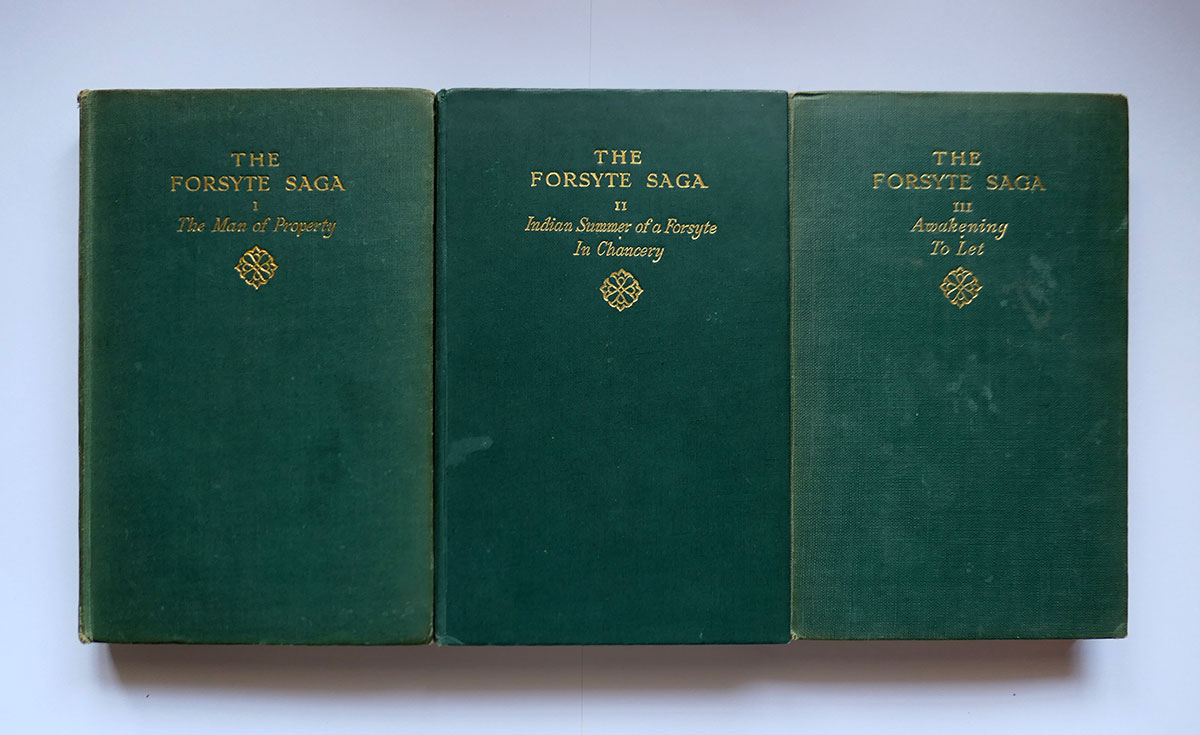 THE
FORSYTE SAGA
I
The Man of Property
THE
FORSYTE SAGA
II
Indian Summer of a Forsyte
In Chancery
THE
FORSYTE SAGA
III
Awakening
To Let